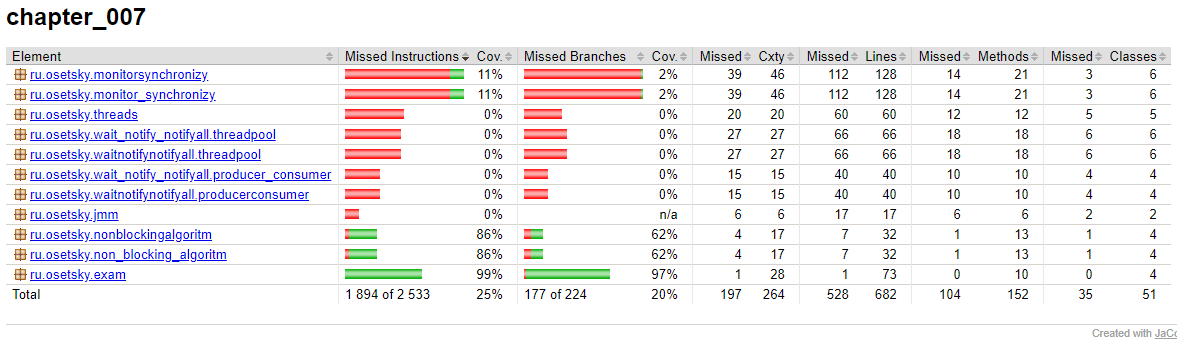 chapter_007
Element Missed Instructions Cov. Missed Branches Cov. Missed Cxty Missed Lines Missed Methods Missed Classes
ru.osetsky.monitorsynchronizy 11% 2% 39 46 112 128 14 21 3 6
ru.osetsky.monitor_synchronizy 11% 2% 39 46 112 128 14 21 3 6
ru.osetsky.threads 0% 0% 20 20 60 60 12 12 5 5
ru.osetsky.wait_notify_notifyall.threadpool 0% 0% 27 27 66 66 18 18 6 6
ru.osetsky.waitnotifynotifyall.threadpool 0% 0% 27 27 66 66 18 18 6 6
ru.osetsky.wait_notify_notifyall.producer_consumer 0% 0% 15 15 40 40 10 10 4 4
ru.osetsky.waitnotifynotifyall.producerconsumer 0% 0% 15 15 40 40 10 10 4 4
ru.osetsky.jmm 0% n/a 6 6 17 17 6 6 2 2
ru.osetsky.nonblockingalgoritm 86% 62% 4 17 7 32 1 13 1 4
ru.osetsky.non_blocking_algoritm 86% 62% 4 17 7 32 1 13 1 4
ru.osetsky.exam 99% 97% 1 28 1 73 0 10 0 4
Total 1 894 of 2 533 25% 177 of 224 20% 197 264 528 682 104 152 35 51
Created with JaCo